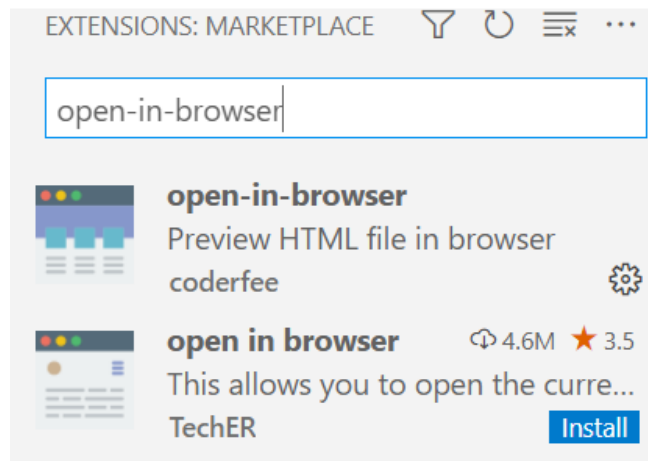 EXTENSIONS: MARKETPLACE
open-in-browser
open-in-browser
Preview HTML file in browser
coderfee
open in browser 4.6M 3.5
This allows you to open the curre...
TechER Install